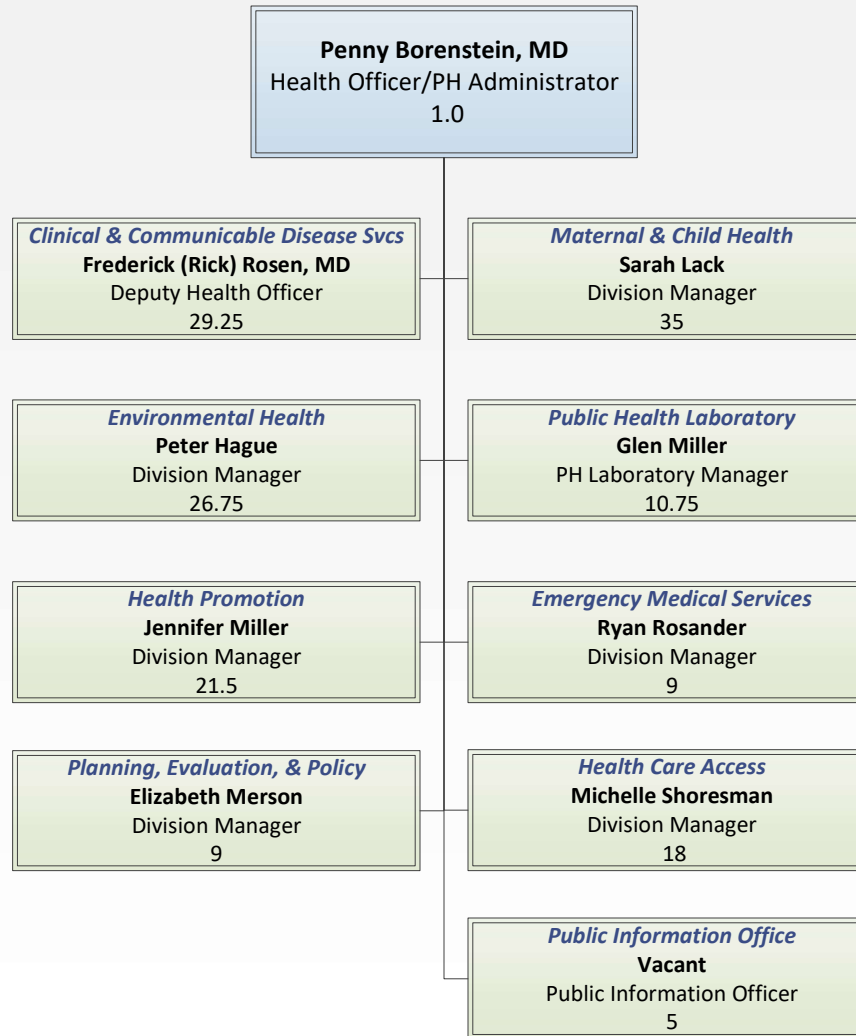 Penny Borenstein, MD
Health Officer/PH Administrator
1.0
Clinical & Communicable Disease Svcs
Frederick (Rick) Rosen, MD
Deputy Health Officer
29.25
Maternal & Child Health
Sarah Lack
Division Manager
35
Environmental Health
Peter Hague
Division Manager
26.75
Public Health Laboratory
Glen Miller
PH Laboratory Manager
10.75
Health Promotion
Jennifer Miller
Division Manager
21.5
Emergency Medical Services
Ryan Rosander
Division Manager
9
Planning, Evaluation, & Policy
Elizabeth Merson
Division Manager
9
Health Care Access
Michelle Shoresman
Division Manager
18
Public Information Office
Vacant
Public Information Officer
5